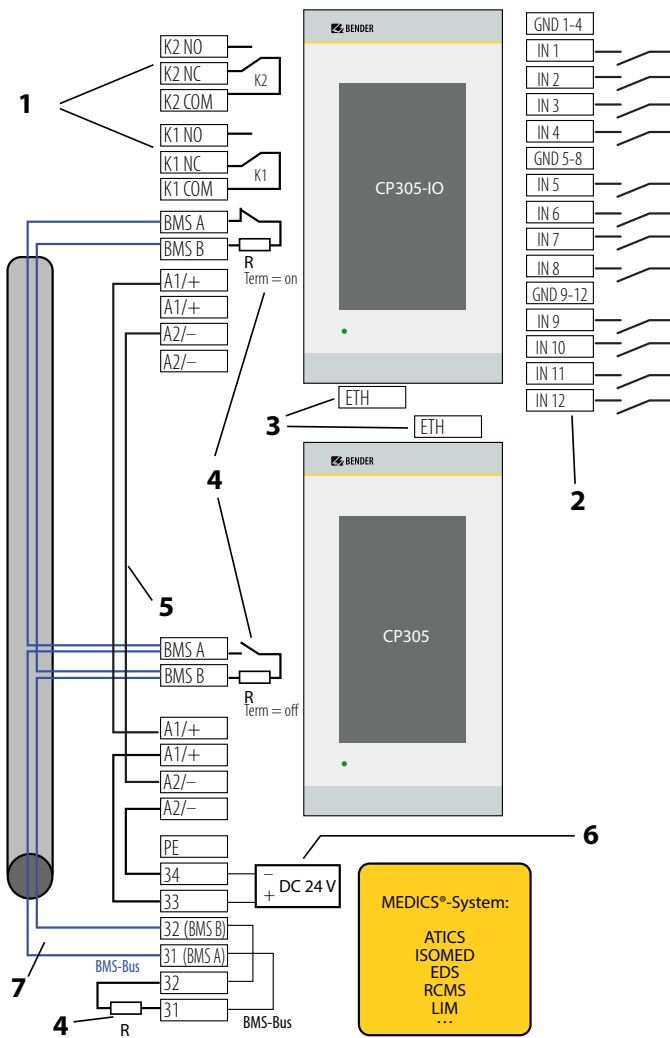 K2 NO
K2 NC
K2 COM
K2
1
K1 NO
K1 NC
K1 COM
K1
BMS A
BMS B
R
Term = on
A1/+
A1/+
A2/–
A2/–
BENDER
CP305-IO
GND 1-4
IN 1
IN 2
IN 3
IN 4
GND 5-8
IN 5
IN 6
IN 7
IN 8
GND 9-12
IN 9
IN 10
IN 11
IN 12
2
ETH
3
ETH
4
5
BENDER
CP305
BMS A
BMS B
R
Term = off
A1/+
A1/+
A2/–
A2/–
PE
34
33
– DC 24 V
+
6
32 (BMS B)
31 (BMS A)
32
31
BMS-Bus
BMS-Bus
7
4
R
MEDICS®-System:
ATICS
ISOMED
EDS
RCMS
LIM
...